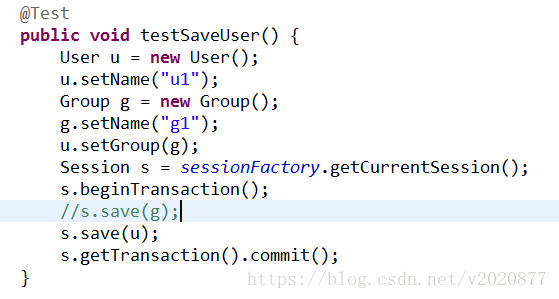 @Test
public void testSaveUser() {
User u = new User();
u.setName("u1");
Group g = new Group();
g.setName("g1");
u.setGroup(g);
Session s = sessionFactory.getCurrentSession();
s.beginTransaction();
//s.save(g);
s.save(u);
s.getTransaction().commit();
}
https://blog.csdn.net/v2020877